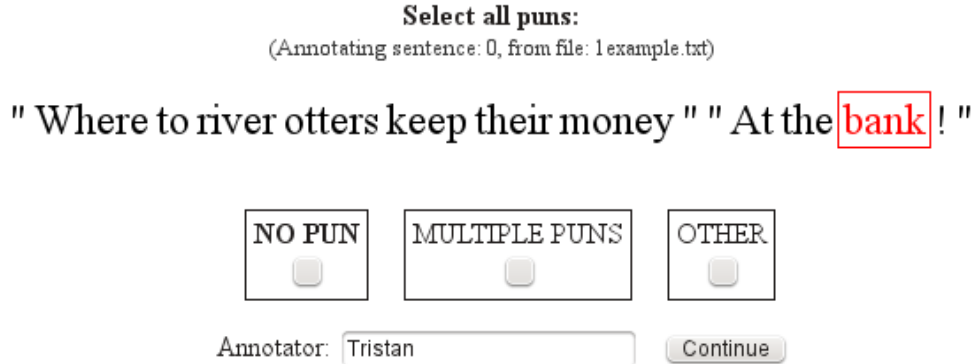 Select all puns:
(Annotating sentence: 0, from file: 1example.txt)
" Where to river otters keep their money " " At the bank ! "
NO PUN MULTIPLE PUNS OTHER
Annotator: Tristan Continue